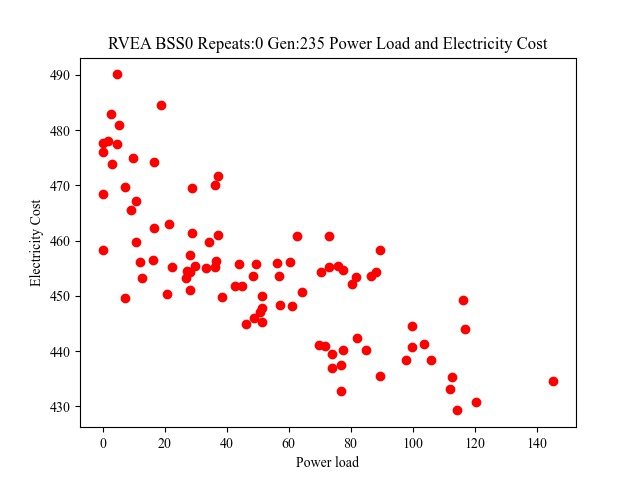 RVEA BSS0 Repeats:0 Gen:235 Power Load and Electricity Cost
490
480
470
460
450
440
430
Electricity Cost
0 20 40 60 80 100 120 140
Power load